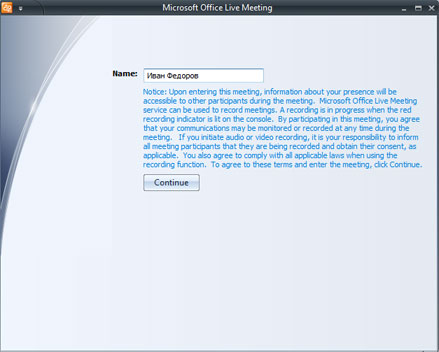 Microsoft Office Live Meeting
Name: Иван Федоров
Notice: Upon entering this meeting, information about your presence will be
accessible to other participants during the meeting. Microsoft Office Live Meeting
service can be used to record meetings. A recording is in progress when the red
recording indicator is lit on the console. By participating in this meeting, you agree
that your communications may be monitored or recorded at any time during the
meeting. If you initiate audio or video recording, it is your responsibility to inform
all meeting participants that they are being recorded and obtain their consent, as
applicable. You also agree to comply with all applicable laws when using the
recording function. To agree to these terms and enter the meeting, click Continue.
Continue